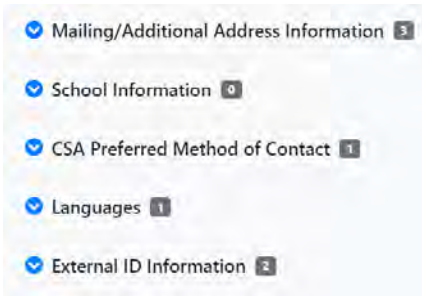 Mailing/Additional Address Information 3
School Information 0
CSA Preferred Method of Contact 1
Languages 1
External ID Information 2